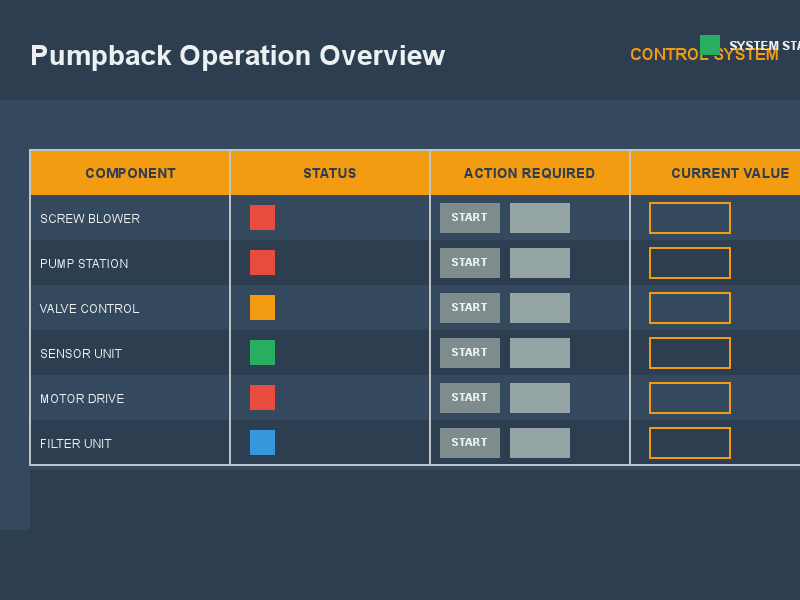 Pumpback Operation Overview
CONTROL SYSTEM
SYSTEM STA
COMPONENT STATUS ACTION REQUIRED CURRENT VALUE
SCREW BLOWER START
PUMP STATION START
VALVE CONTROL START
SENSOR UNIT START
MOTOR DRIVE START
FILTER UNIT START